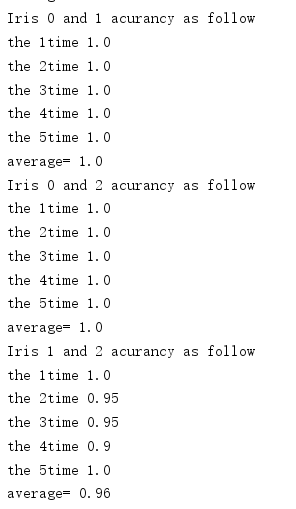 Iris 0 and 1 acurancy as follow
the 1time 1.0
the 2time 1.0
the 3time 1.0
the 4time 1.0
the 5time 1.0
average= 1.0
Iris 0 and 2 acurancy as follow
the 1time 1.0
the 2time 1.0
the 3time 1.0
the 4time 1.0
the 5time 1.0
average= 1.0
Iris 1 and 2 acurancy as follow
the 1time 1.0
the 2time 0.95
the 3time 0.95
the 4time 0.9
the 5time 1.0
average= 0.96